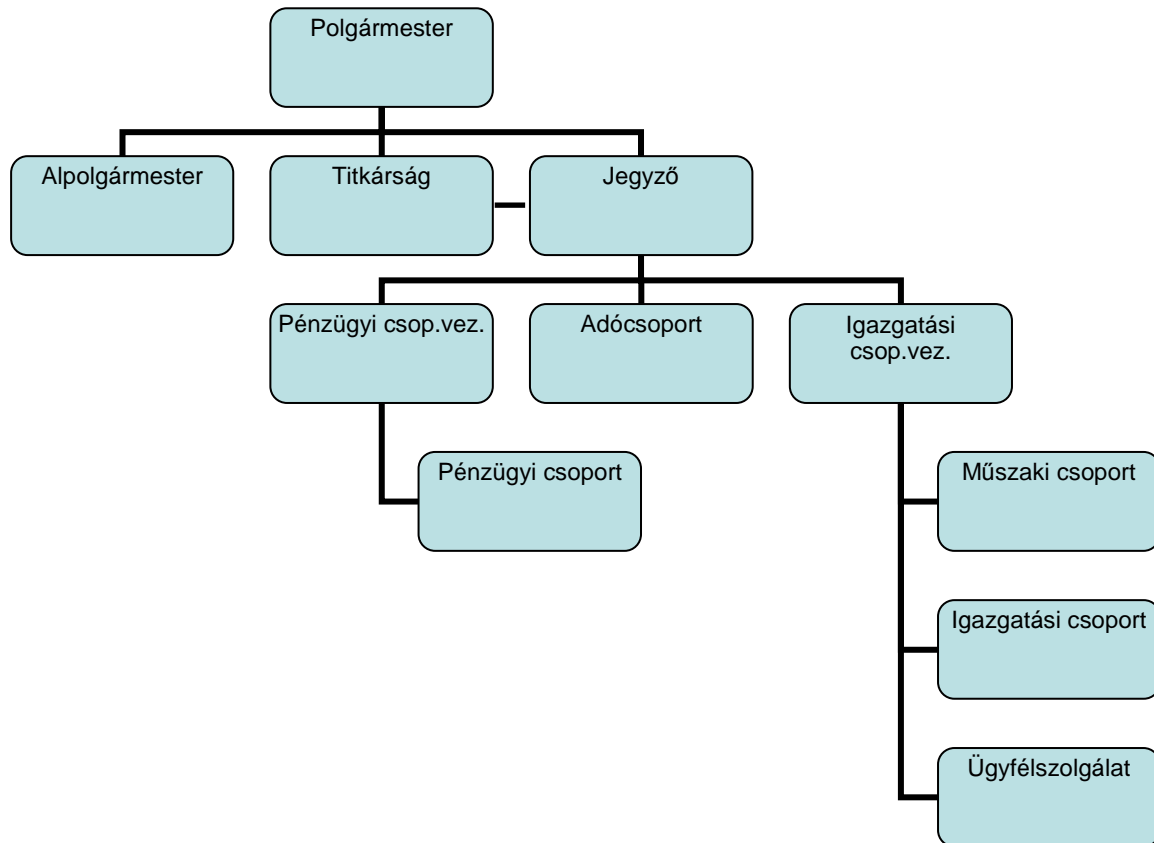 Polgármester
Alpolgármester
Titkárság
Jegyző
Pénzügyi csop.vez.
Adócsoport
Igazgatási
csop.vez.
Pénzügyi csoport
Műszaki csoport
Igazgatási csoport
Ügyfélszolgálat